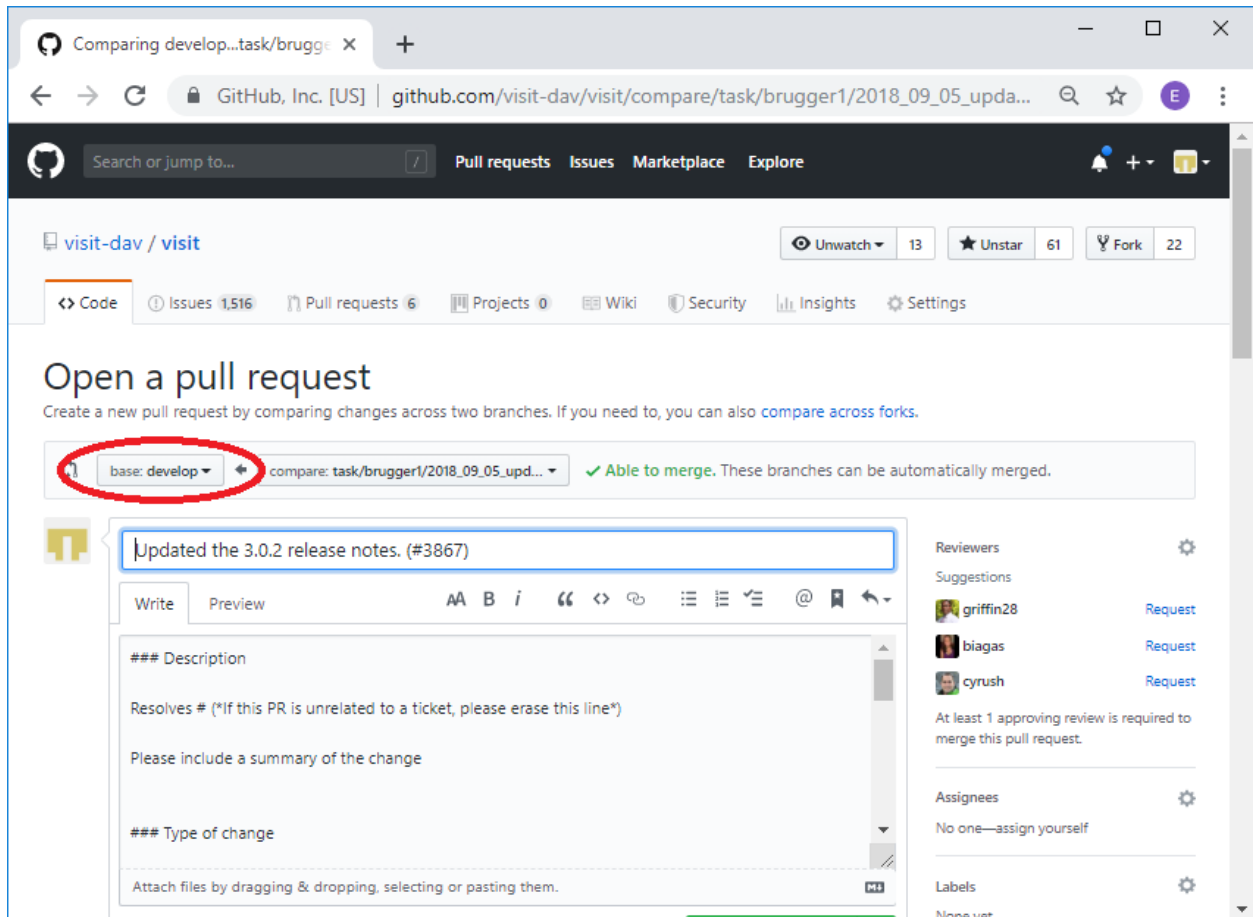 Comparing develop...task/brugge
GitHub, Inc. [US] | github.com/visit-dav/visit/compare/task/brugger1/2018_09_05_upda... E
Search or jump to... / Pull requests Issues Marketplace Explore
visit-dav / visit Unwatch 13 Unstar 61 Fork 22
Code Issues 1,516 Pull requests 6 Projects 0 Wiki Security Insights Settings
Open a pull request
Create a new pull request by comparing changes across two branches. If you need to, you can also compare across forks.
base: develop compare: task/brugger1/2018_09_05_upd... Able to merge. These branches can be automatically merged.
Updated the 3.0.2 release notes. (#3867)
Write Preview AA B i
### Description
Resolves # (*If this PR is unrelated to a ticket, please erase this line*)
Please include a summary of the change
### Type of change
Attach files by dragging & dropping, selecting or pasting them.
Reviewers
Suggestions
griffin28 Request
biagas Request
cyrush Request
At least 1 approving review is required to
merge this pull request.
Assignees
No one—assign yourself
Labels
None yet